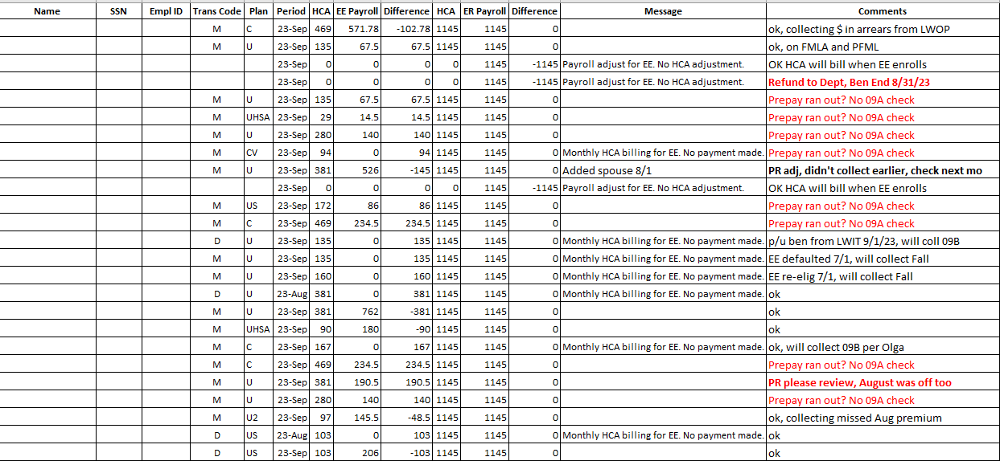 Name SSN Empl ID Trans Code Plan Period HCA EE Payroll Difference HCA ER Payroll Difference Message Comments
M C 23-Sep 469 571.78 -102.78 1145 1145 0 ok, collecting $ in arrears from LWOP
M U 23-Sep 135 67.5 67.5 1145 1145 0 ok, on FMLA and PFML
23-Sep 0 0 0 0 1145 -1145 Payroll adjust for EE. No HCA adjustment. OK HCA will bill when EE enrolls
23-Sep 0 0 0 0 1145 -1145 Payroll adjust for EE. No HCA adjustment. Refund to Dept, Ben End 8/31/23
M U 23-Sep 135 67.5 67.5 1145 1145 0 Prepay ran out? No 09A check
M UHSA 23-Sep 29 14.5 14.5 1145 1145 0 Prepay ran out? No 09A check
M U 23-Sep 280 140 140 1145 1145 0 Prepay ran out? No 09A check
M CV 23-Sep 94 0 94 1145 1145 0 Monthly HCA billing for EE. No payment made. Prepay ran out? No 09A check
M U 23-Sep 381 526 -145 1145 1145 0 Added spouse 8/1 PR adj, didn't collect earlier, check next mo
23-Sep 0 0 0 0 1145 -1145 Payroll adjust for EE. No HCA adjustment. OK HCA will bill when EE enrolls
M US 23-Sep 172 86 86 1145 1145 0 Prepay ran out? No 09A check
M C 23-Sep 469 234.5 234.5 1145 1145 0 Prepay ran out? No 09A check
D U 23-Sep 135 0 135 1145 1145 0 Monthly HCA billing for EE. No payment made. p/u ben from LWIT 9/1/23, will coll 09B
M U 23-Sep 135 0 135 1145 1145 0 Monthly HCA billing for EE. No payment made. EE defaulted 7/1, will collect Fall
M U 23-Sep 160 0 160 1145 1145 0 Monthly HCA billing for EE. No payment made. EE re-elig 7/1, will collect Fall
D U 23-Aug 381 0 381 1145 1145 0 Monthly HCA billing for EE. No payment made. ok
M U 23-Sep 381 762 -381 1145 1145 0 ok
M UHSA 23-Sep 90 180 -90 1145 1145 0 ok
M C 23-Sep 167 0 167 1145 1145 0 Monthly HCA billing for EE. No payment made. ok, will collect 09B per Olga
M C 23-Sep 469 234.5 234.5 1145 1145 0 Prepay ran out? No 09A check
M U 23-Sep 381 190.5 190.5 1145 1145 0 PR please review, August was off too
M U 23-Sep 280 140 140 1145 1145 0 Prepay ran out? No 09A check
M U2 23-Sep 97 145.5 -48.5 1145 1145 0 ok, collecting missed Aug premium
D US 23-Aug 103 0 103 1145 1145 0 Monthly HCA billing for EE. No payment made. ok
D US 23-Sep 103 206 -103 1145 1145 0 ok